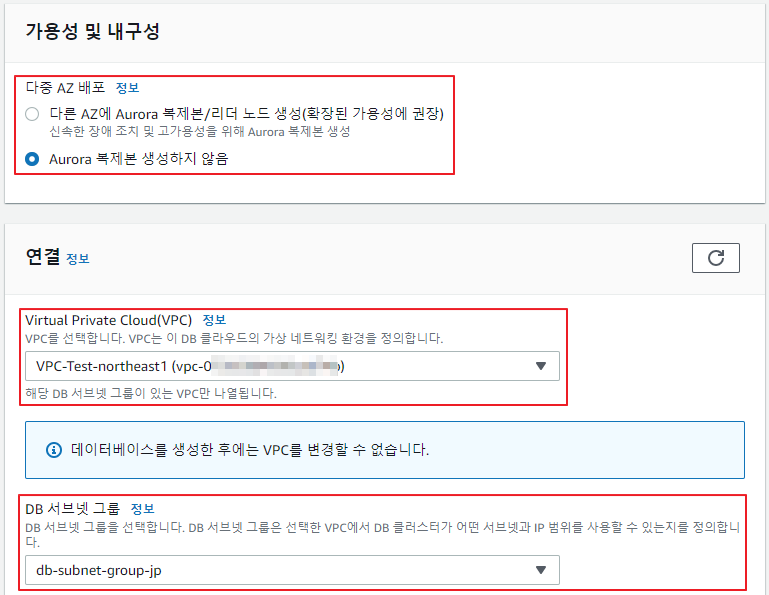 가용성 및 내구성
다중 AZ 배포 정보
다른 AZ에 Aurora 복제본/리더 노드 생성(확장된 가용성에 권장)
신속한 장애 조치 및 고가용성을 위해 Aurora 복제본 생성
Aurora 복제본 생성하지 않음
연결 정보
Virtual Private Cloud(VPC) 정보
VPC를 선택합니다. VPC는 이 DB 클라우드의 가상 네트워킹 환경을 정의합니다.
VPC-Test-northeast1 (vpc-0
해당 DB 서브넷 그룹이 있는 VPC만 나열됩니다.
데이터베이스를 생성한 후에는 VPC를 변경할 수 없습니다.
DB 서브넷 그룹 정보
DB 서브넷 그룹을 선택합니다. DB 서브넷 그룹은 선택한 VPC에서 DB 클러스터가 어떤 서브넷과 IP 범위를 사용할 수 있는지를 정의합니
다.
db-subnet-group-jp